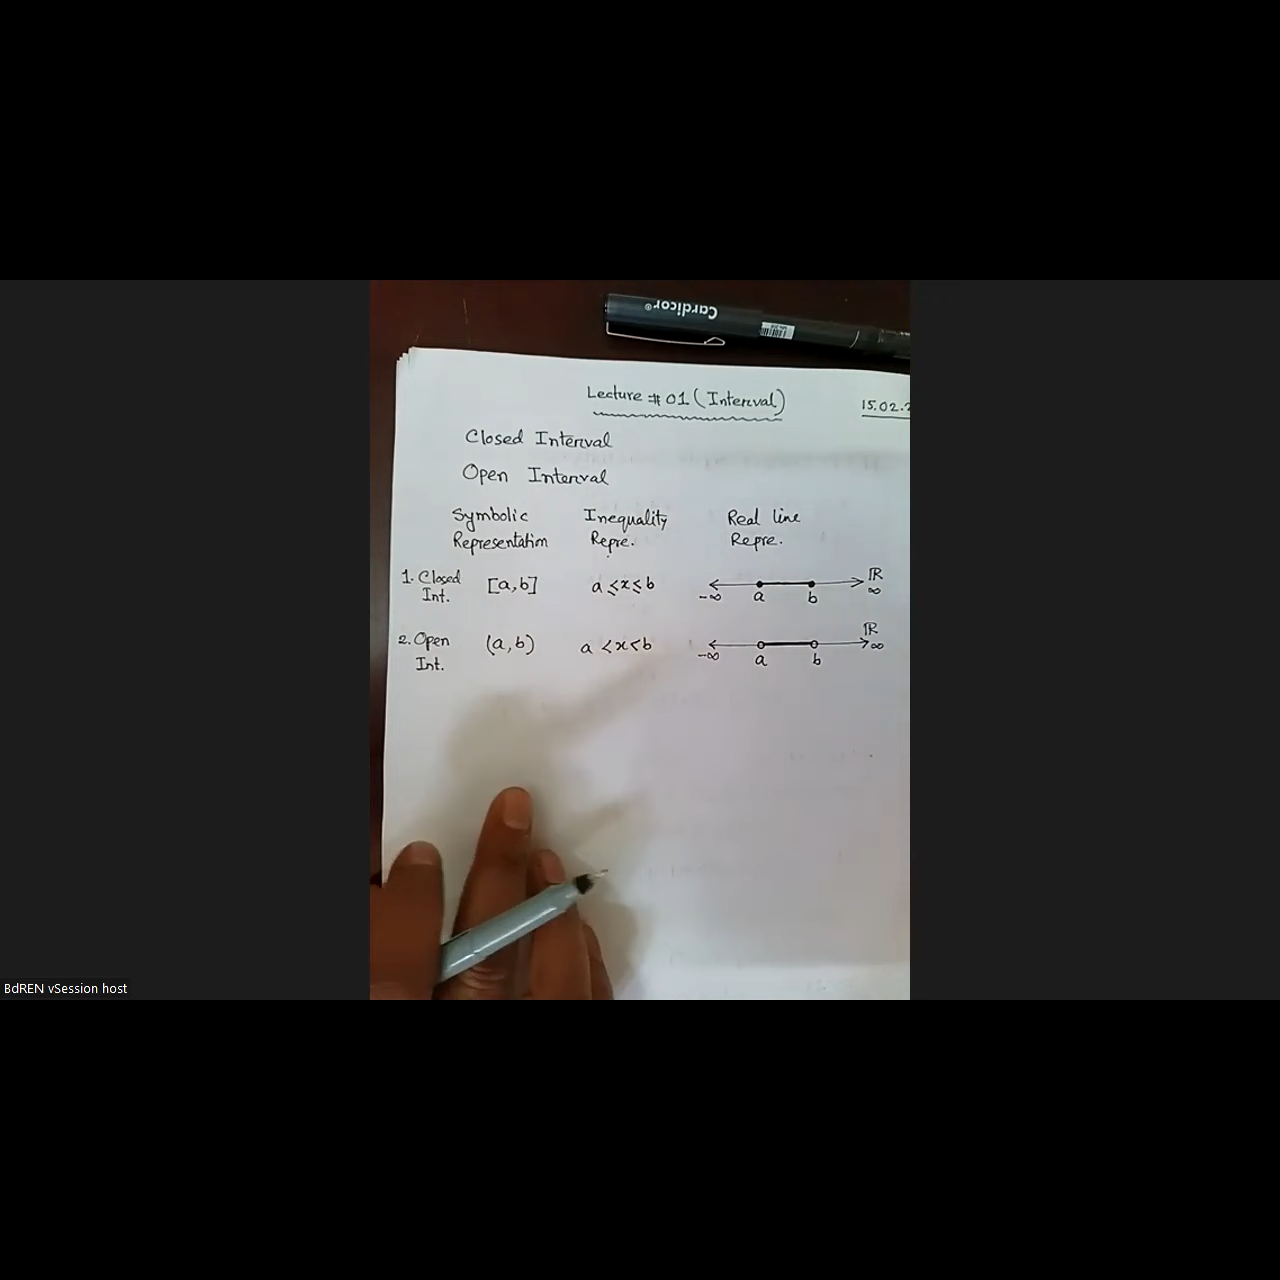 Cardicor®
Lecture # 01 (Interval)
15.02.2
Closed Interval
Open Interval
Symbolic Representation
Inequality Repre.
Real line Repre.
1. Closed Int. [a,b] a ≤ x ≤ b
-∞ a b ℝ ∞
2. Open Int. (a,b) a < x < b
-∞ a b ℝ ∞
BdREN vSession host